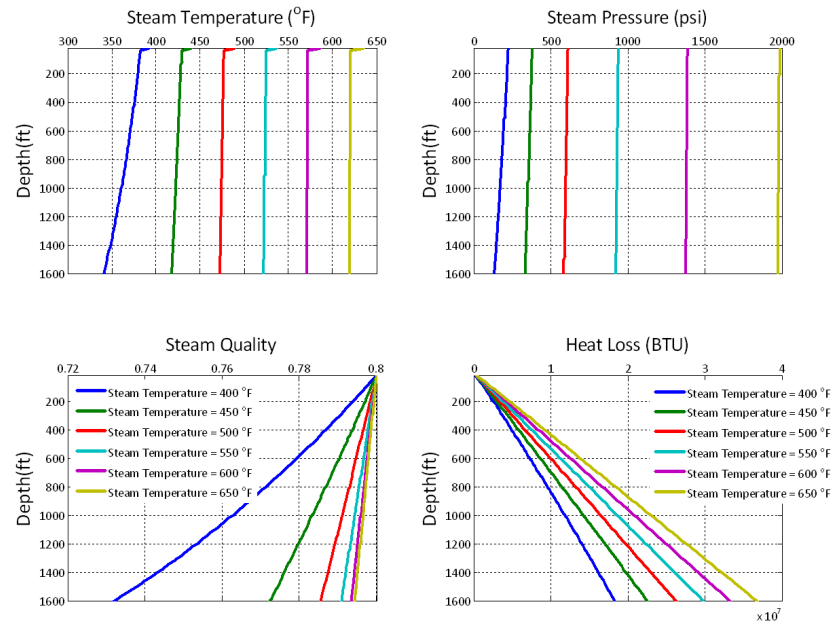 Steam Temperature (°F)
300 350 400 450 500 550 600 650
200
400
600
800
1000
1200
1400
1600
Depth(ft)
Steam Pressure (psi)
0 500 1000 1500 2000
200
400
600
800
1000
1200
1400
1600
Depth(ft)
Steam Quality
0.72 0.74 0.76 0.78 0.8
200
400
600
800
1000
1200
1400
1600
Depth(ft)
Steam Temperature = 400 °F
Steam Temperature = 450 °F
Steam Temperature = 500 °F
Steam Temperature = 550 °F
Steam Temperature = 600 °F
Steam Temperature = 650 °F
Heat Loss (BTU)
0 1 2 3 4
200
400
600
800
1000
1200
1400
1600
Depth(ft)
Steam Temperature = 400 °F
Steam Temperature = 450 °F
Steam Temperature = 500 °F
Steam Temperature = 550 °F
Steam Temperature = 600 °F
Steam Temperature = 650 °F
x10⁷